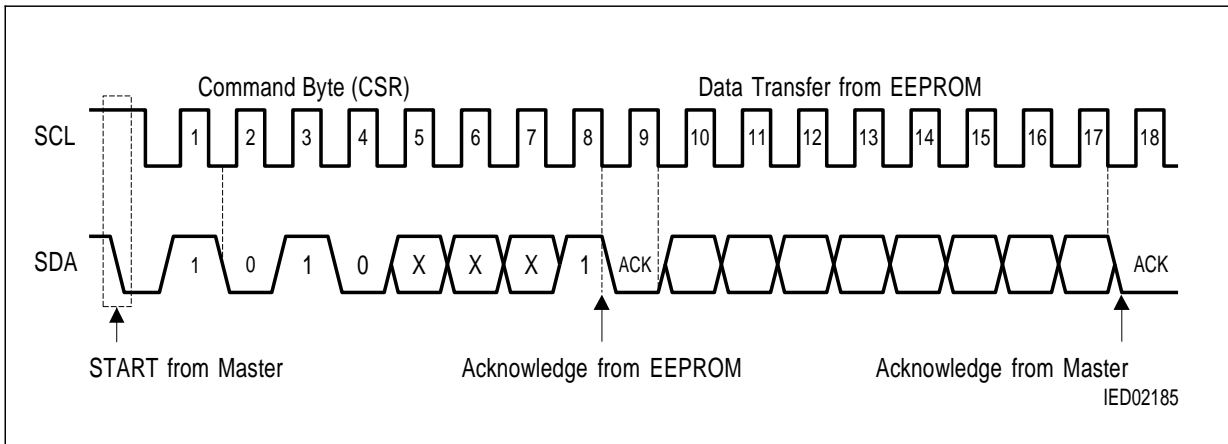 Command Byte (CSR) Data Transfer from EEPROM
SCL 1 2 3 4 5 6 7 8 9 10 11 12 13 14 15 16 17 18
SDA 1 0 1 0 X X X 1 ACK ACK
START from Master Acknowledge from EEPROM Acknowledge from Master
IED02185